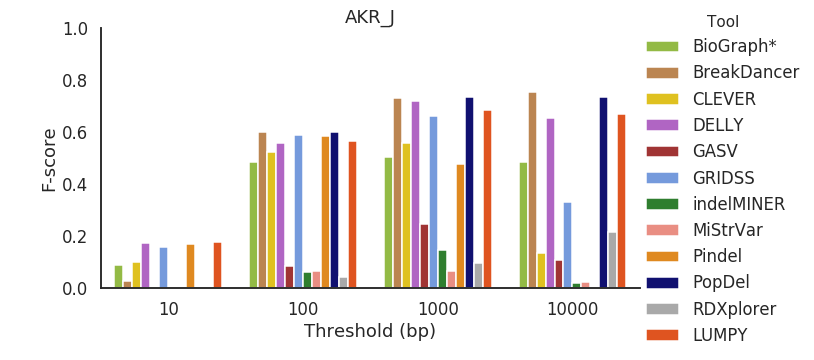 AKR_J
Tool
BioGraph*
BreakDancer
CLEVER
DELLY
GASV
GRIDSS
indelMINER
MiStrVar
Pindel
PopDel
RDXplorer
LUMPY
F-score
1.0
0.8
0.6
0.4
0.2
0.0
10 100 1000 10000
Threshold (bp)